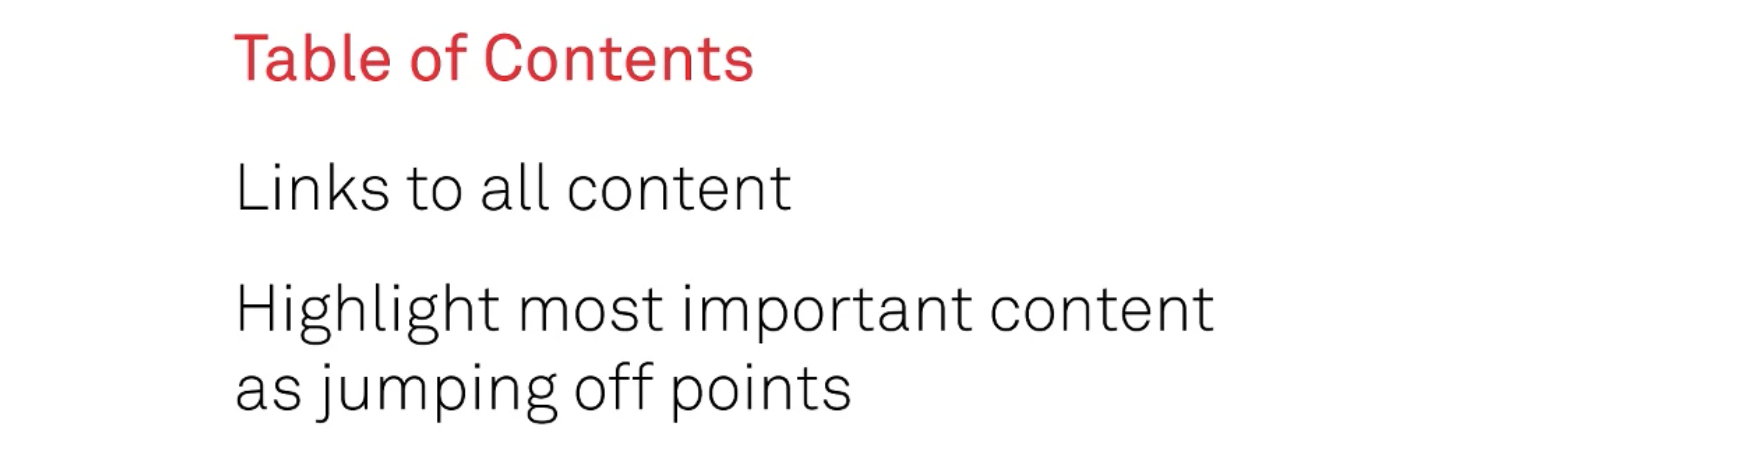 Table of Contents
Links to all content
Highlight most important content
as jumping off points